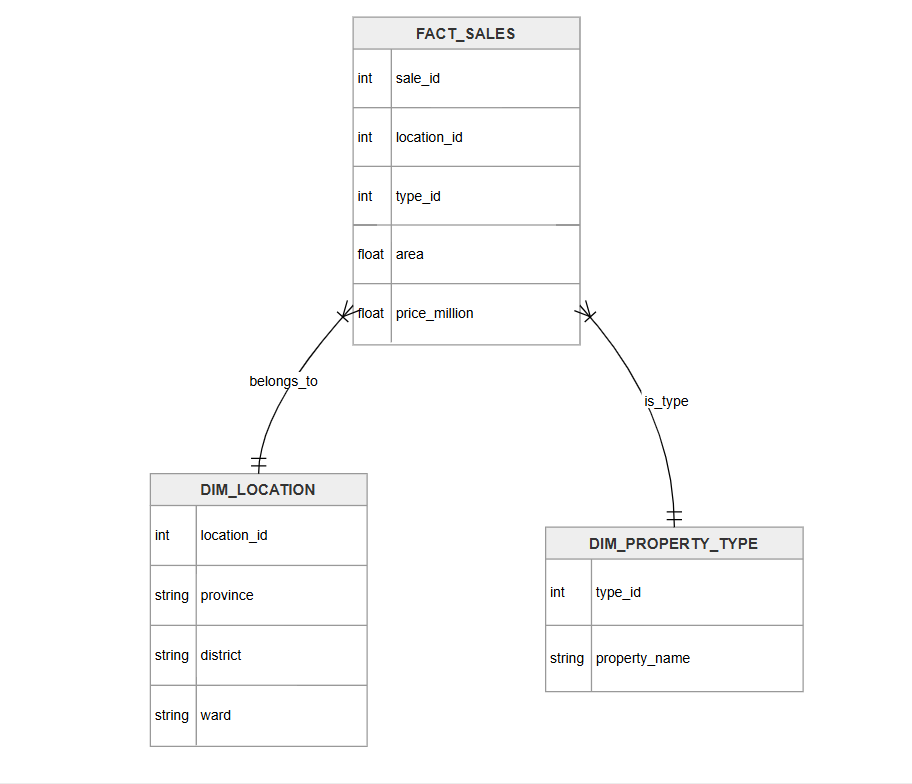 FACT_SALES
int sale_id
int location_id
int type_id
float area
float price_million
belongs_to
is_type
DIM_LOCATION
int location_id
string province
string district
string ward
DIM_PROPERTY_TYPE
int type_id
string property_name